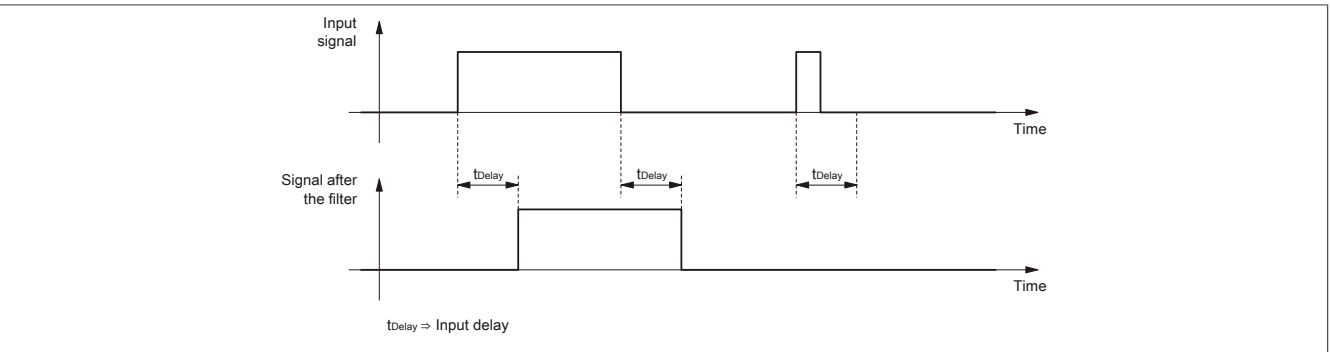 Input
signal
Time
tDelay
tDelay
tDelay
Signal after
the filter
Time
tDelay ⇒ Input delay